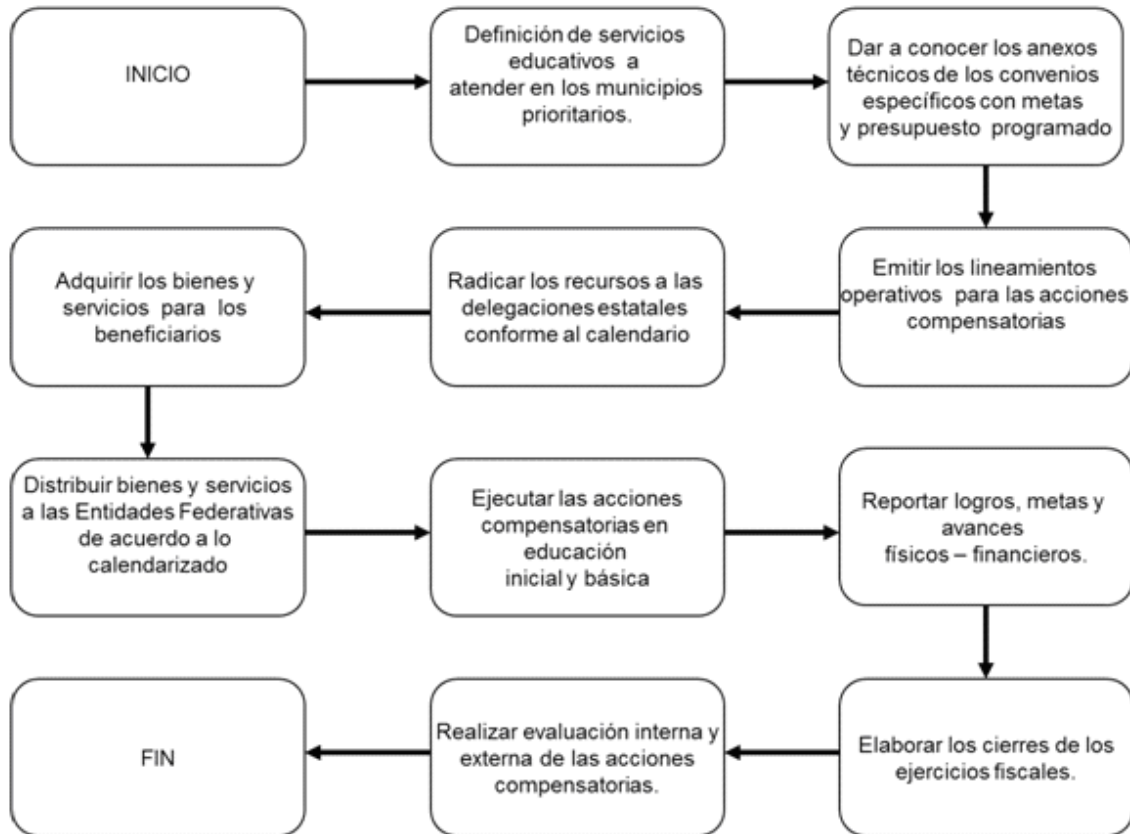 INICIO
Definición de servicios
educativos a
atender en los municipios
prioritarios.
Dar a conocer los anexos
técnicos de los convenios
específicos con metas
y presupuesto programado
Emitir los lineamientos
operativos para las acciones
compensatorias
Radicar los recursos a las
delegaciones estatales
conforme al calendario
Adquirir los bienes y
servicios para los
beneficiarios
Distribuir bienes y servicios
a las Entidades Federativas
de acuerdo a lo
calendarizado
Ejecutar las acciones
compensatorias en
educación
inicial y básica
Reportar logros, metas y
avances
físicos – financieros.
Elaborar los cierres de los
ejercicios fiscales.
Realizar evaluación interna y
externa de las acciones
compensatorias.
FIN